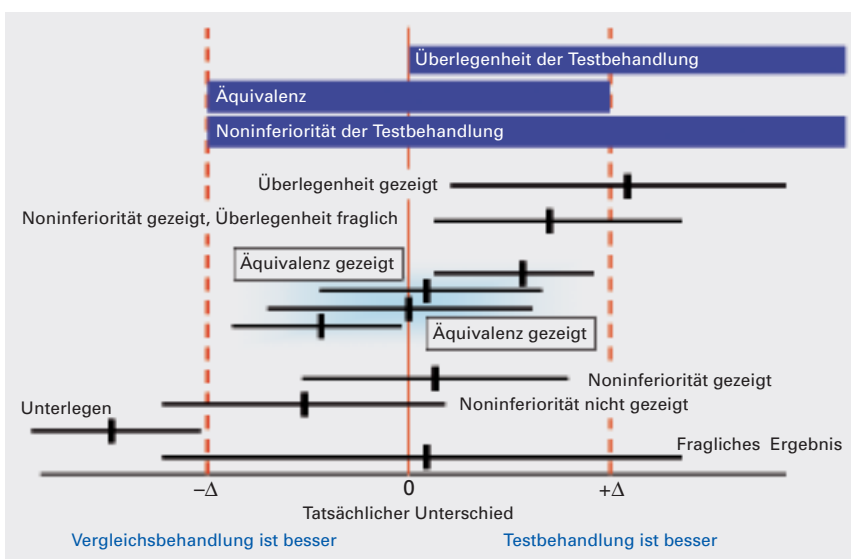 Überlegenheit der Testbehandlung
Äquivalenz
Noninferiorität der Testbehandlung
Überlegenheit gezeigt
Noninferiorität gezeigt, Überlegenheit fraglich
Äquivalenz gezeigt
Äquivalenz gezeigt
Noninferiorität gezeigt
Noninferiorität nicht gezeigt
Unterlegen
Fragliches Ergebnis
–Δ 0 +Δ
Tatsächlicher Unterschied
Vergleichsbehandlung ist besser Testbehandlung ist besser